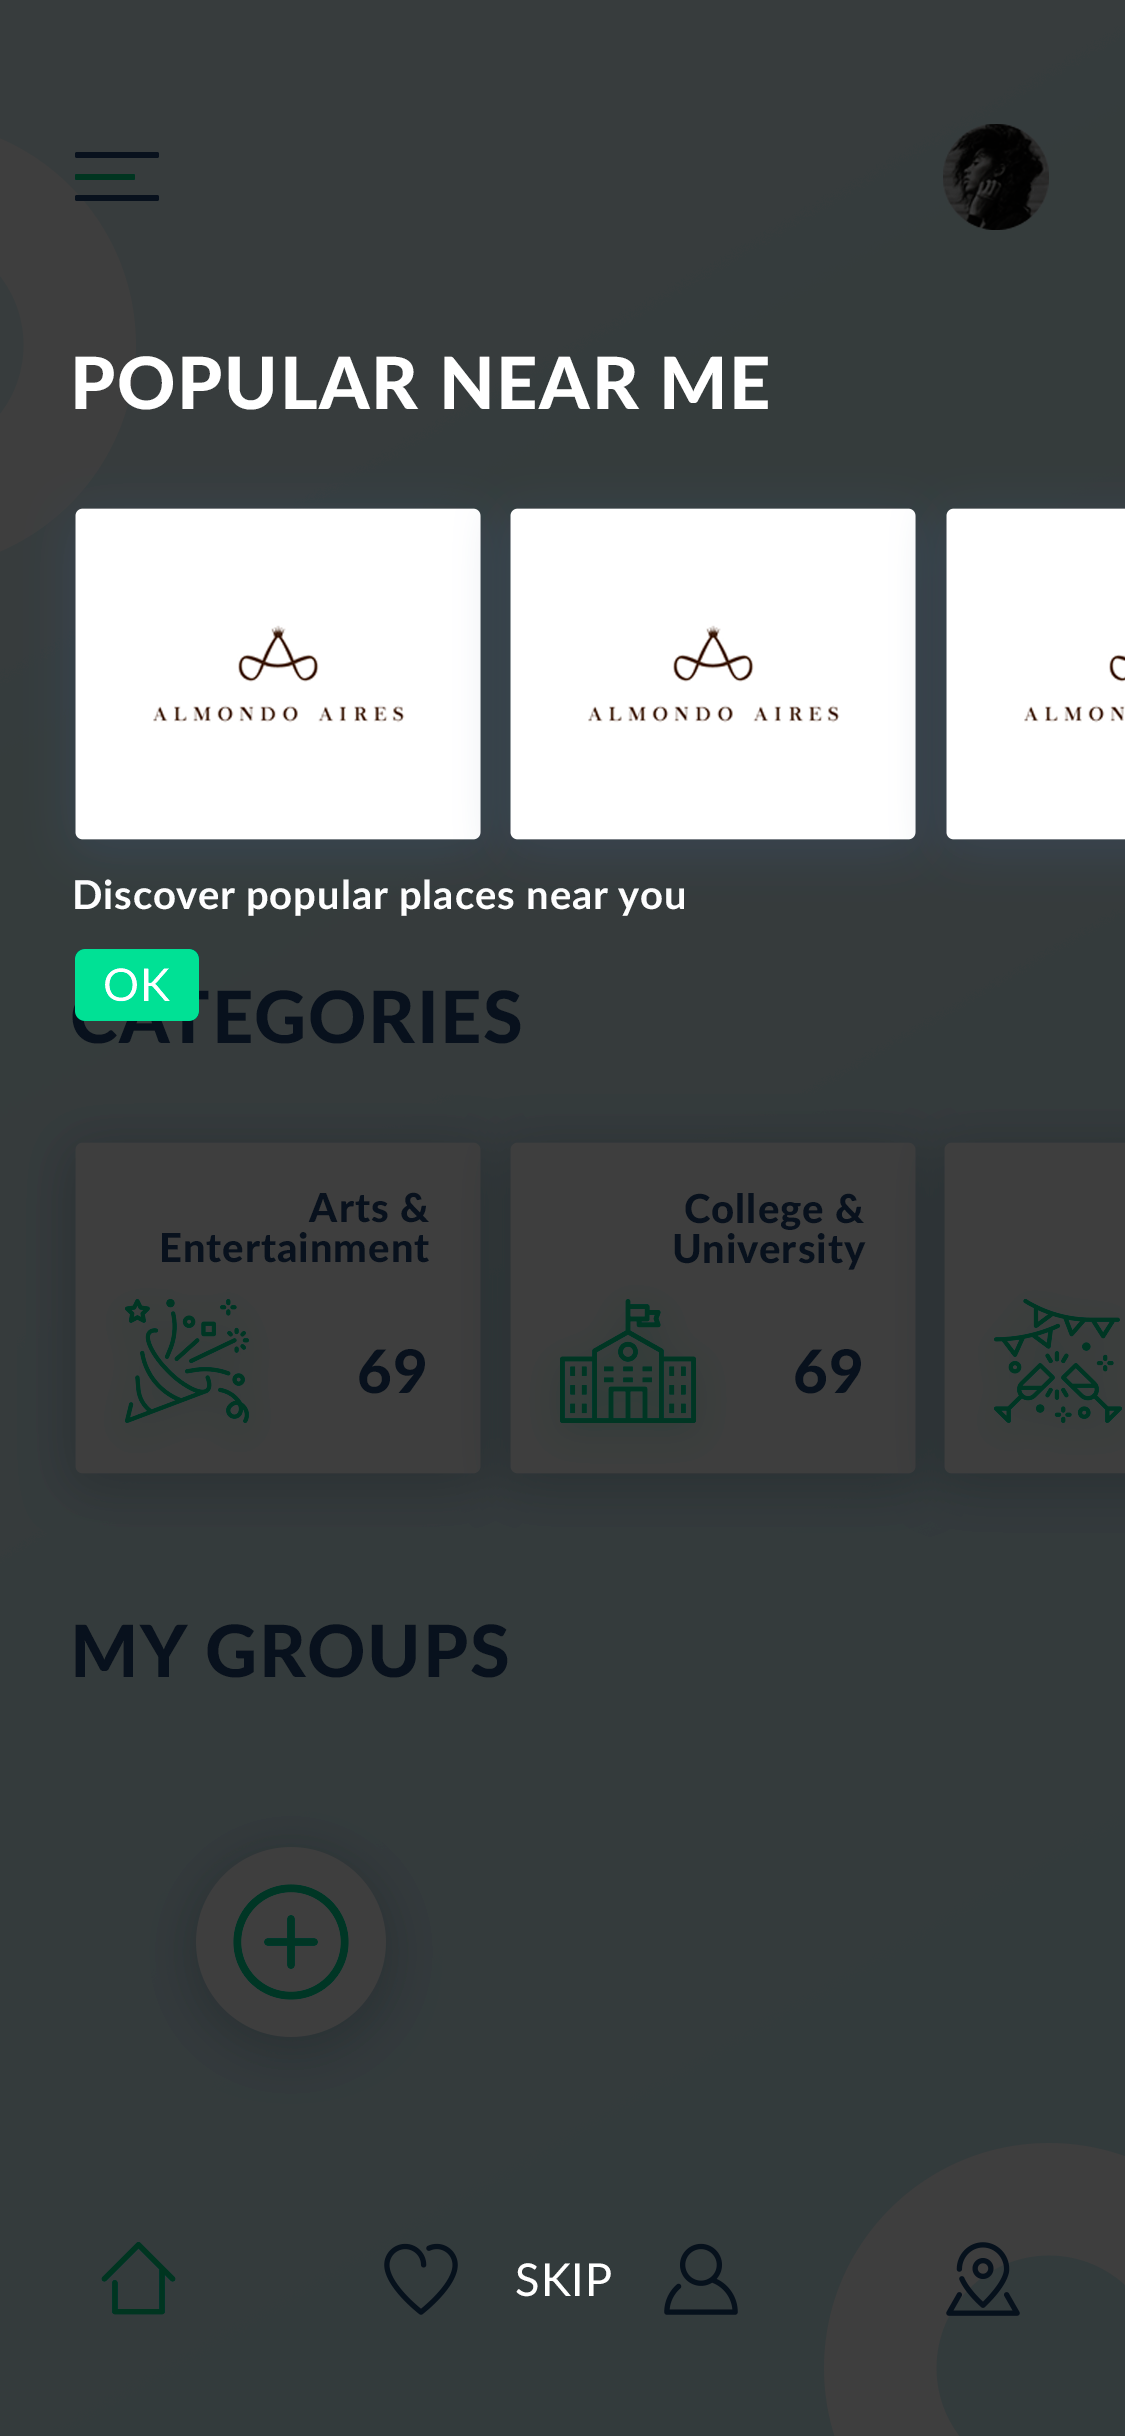 POPULAR NEAR ME
ALMONDO AIRES
ALMONDO AIRES
ALMON
Discover popular places near you
OK
CATEGORIES
Arts &
Entertainment
69
College &
University
69
MY GROUPS
SKIP